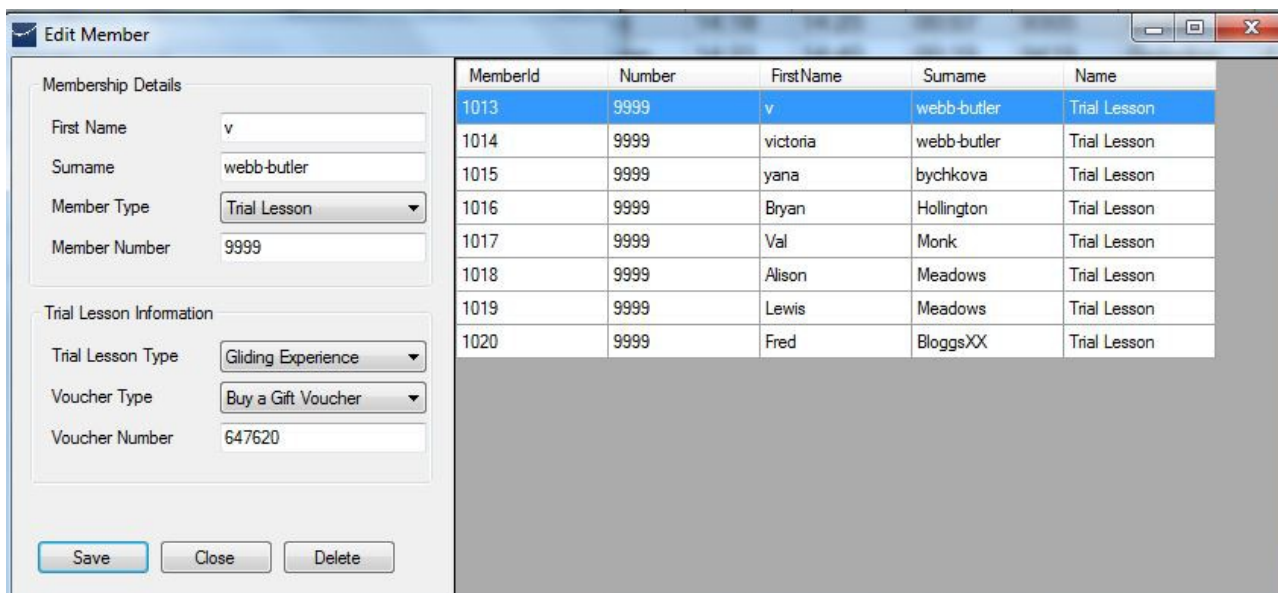 Edit Member
Membership Details
First Name v
Surname webb-butler
Member Type Trial Lesson
Member Number 9999
Trial Lesson Information
Trial Lesson Type Gliding Experience
Voucher Type Buy a Gift Voucher
Voucher Number 647620
Save Close Delete
MemberId Number FirstName Surname Name
1013 9999 v webb-butler Trial Lesson
1014 9999 victoria webb-butler Trial Lesson
1015 9999 yana bychkova Trial Lesson
1016 9999 Bryan Hollington Trial Lesson
1017 9999 Val Monk Trial Lesson
1018 9999 Alison Meadows Trial Lesson
1019 9999 Lewis Meadows Trial Lesson
1020 9999 Fred BloggsXX Trial Lesson